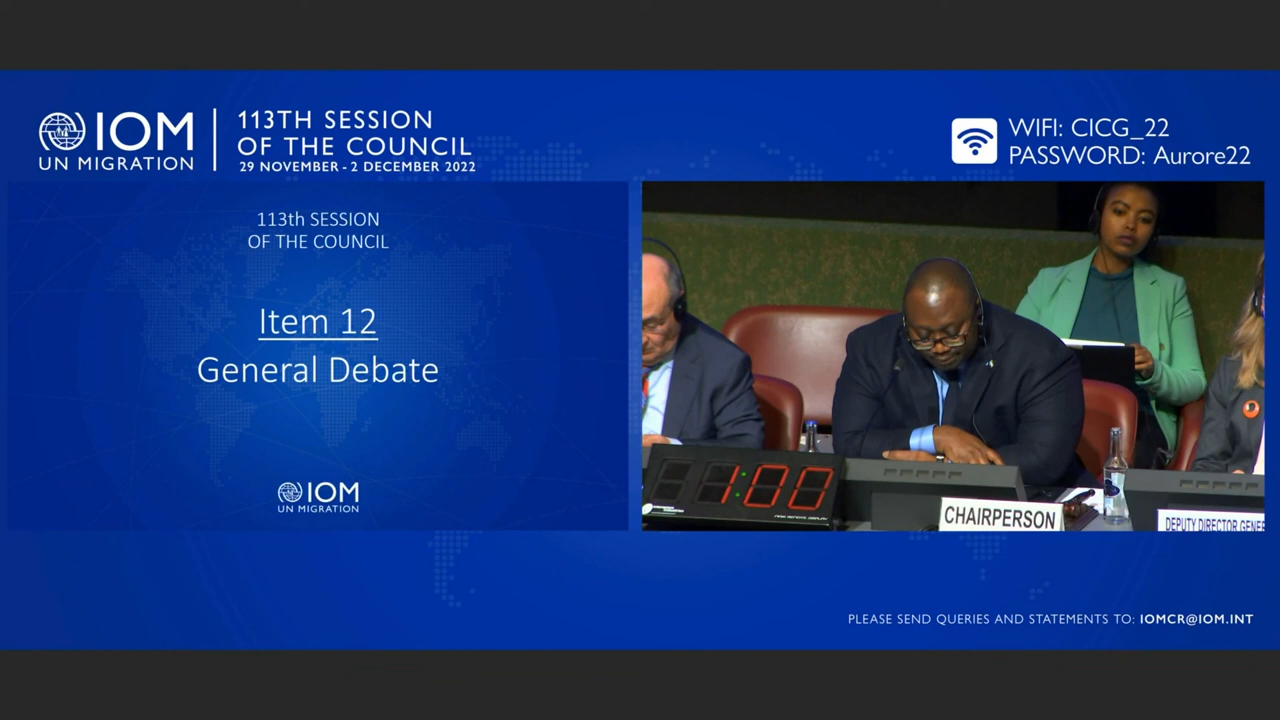 IOM
UN MIGRATION
113TH SESSION
OF THE COUNCIL
29 NOVEMBER - 2 DECEMBER 2022
WIFI: CICG_22
PASSWORD: Aurore22
113th SESSION
OF THE COUNCIL
Item 12
General Debate
IOM
UN MIGRATION
1:00
CHAIRPERSON
DEPUTY DIRECTOR
PLEASE SEND QUERIES AND STATEMENTS TO: IOMCR@IOM.INT